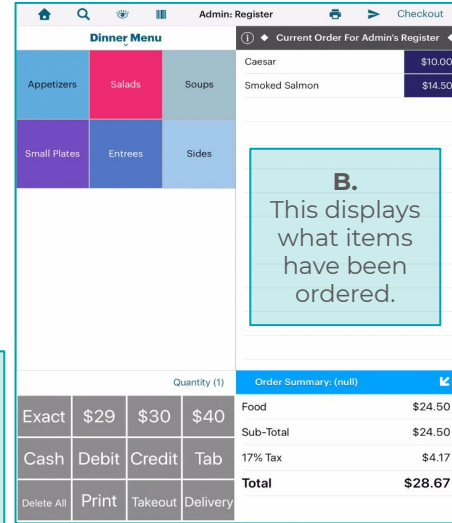 Admin: Register
Checkout
Dinner Menu
Appetizers
Salads
Soups
Small Plates
Entrees
Sides
Quantity (1)
Exact
$29
$30
$40
Cash
Debit
Credit
Tab
Delete All
Print
Takeout
Delivery
Current Order For Admin's Register
Caesar $10.00
Smoked Salmon $14.50
B.
This displays
what items
have been
ordered.
Order Summary: (null)
Food $24.50
Sub-Total $24.50
17% Tax $4.17
Total $28.67